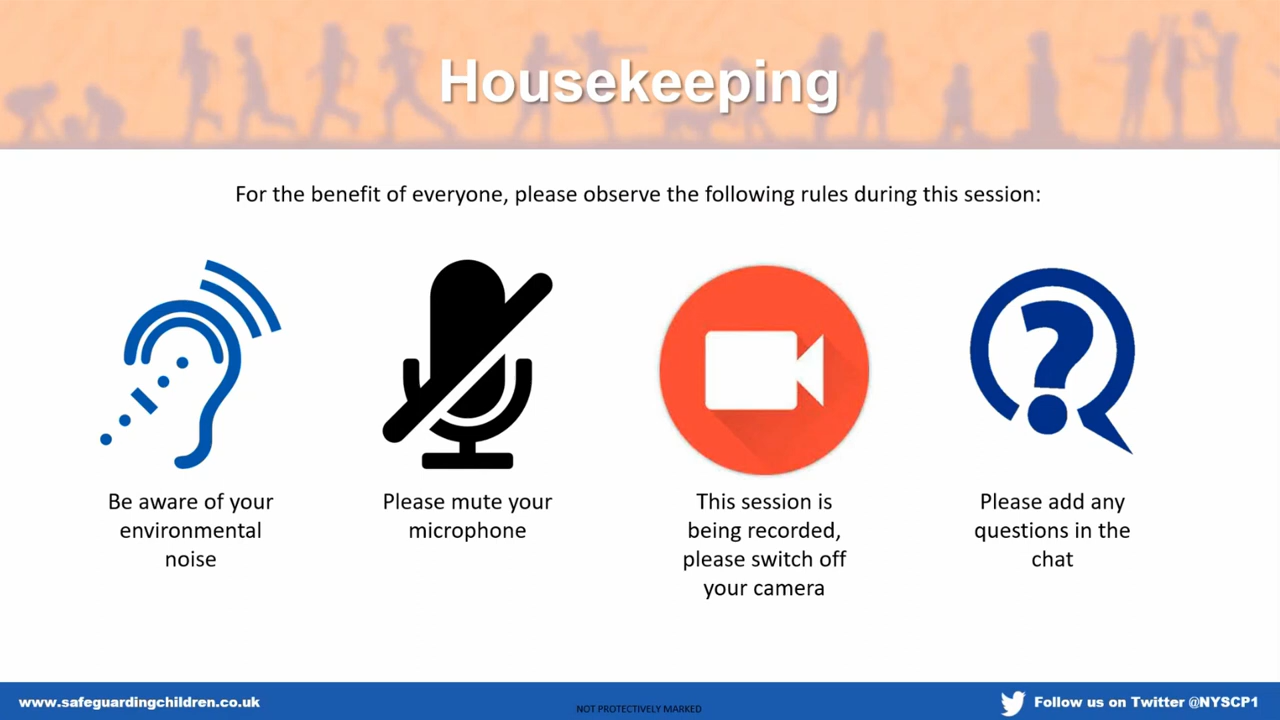 Housekeeping
For the benefit of everyone, please observe the following rules during this session:
Be aware of your
environmental
noise
Please mute your
microphone
This session is
being recorded,
please switch off
your camera
Please add any
questions in the
chat
www.safeguardingchildren.co.uk
NOT PROTECTIVELY MARKED
Follow us on Twitter @NYSCP1